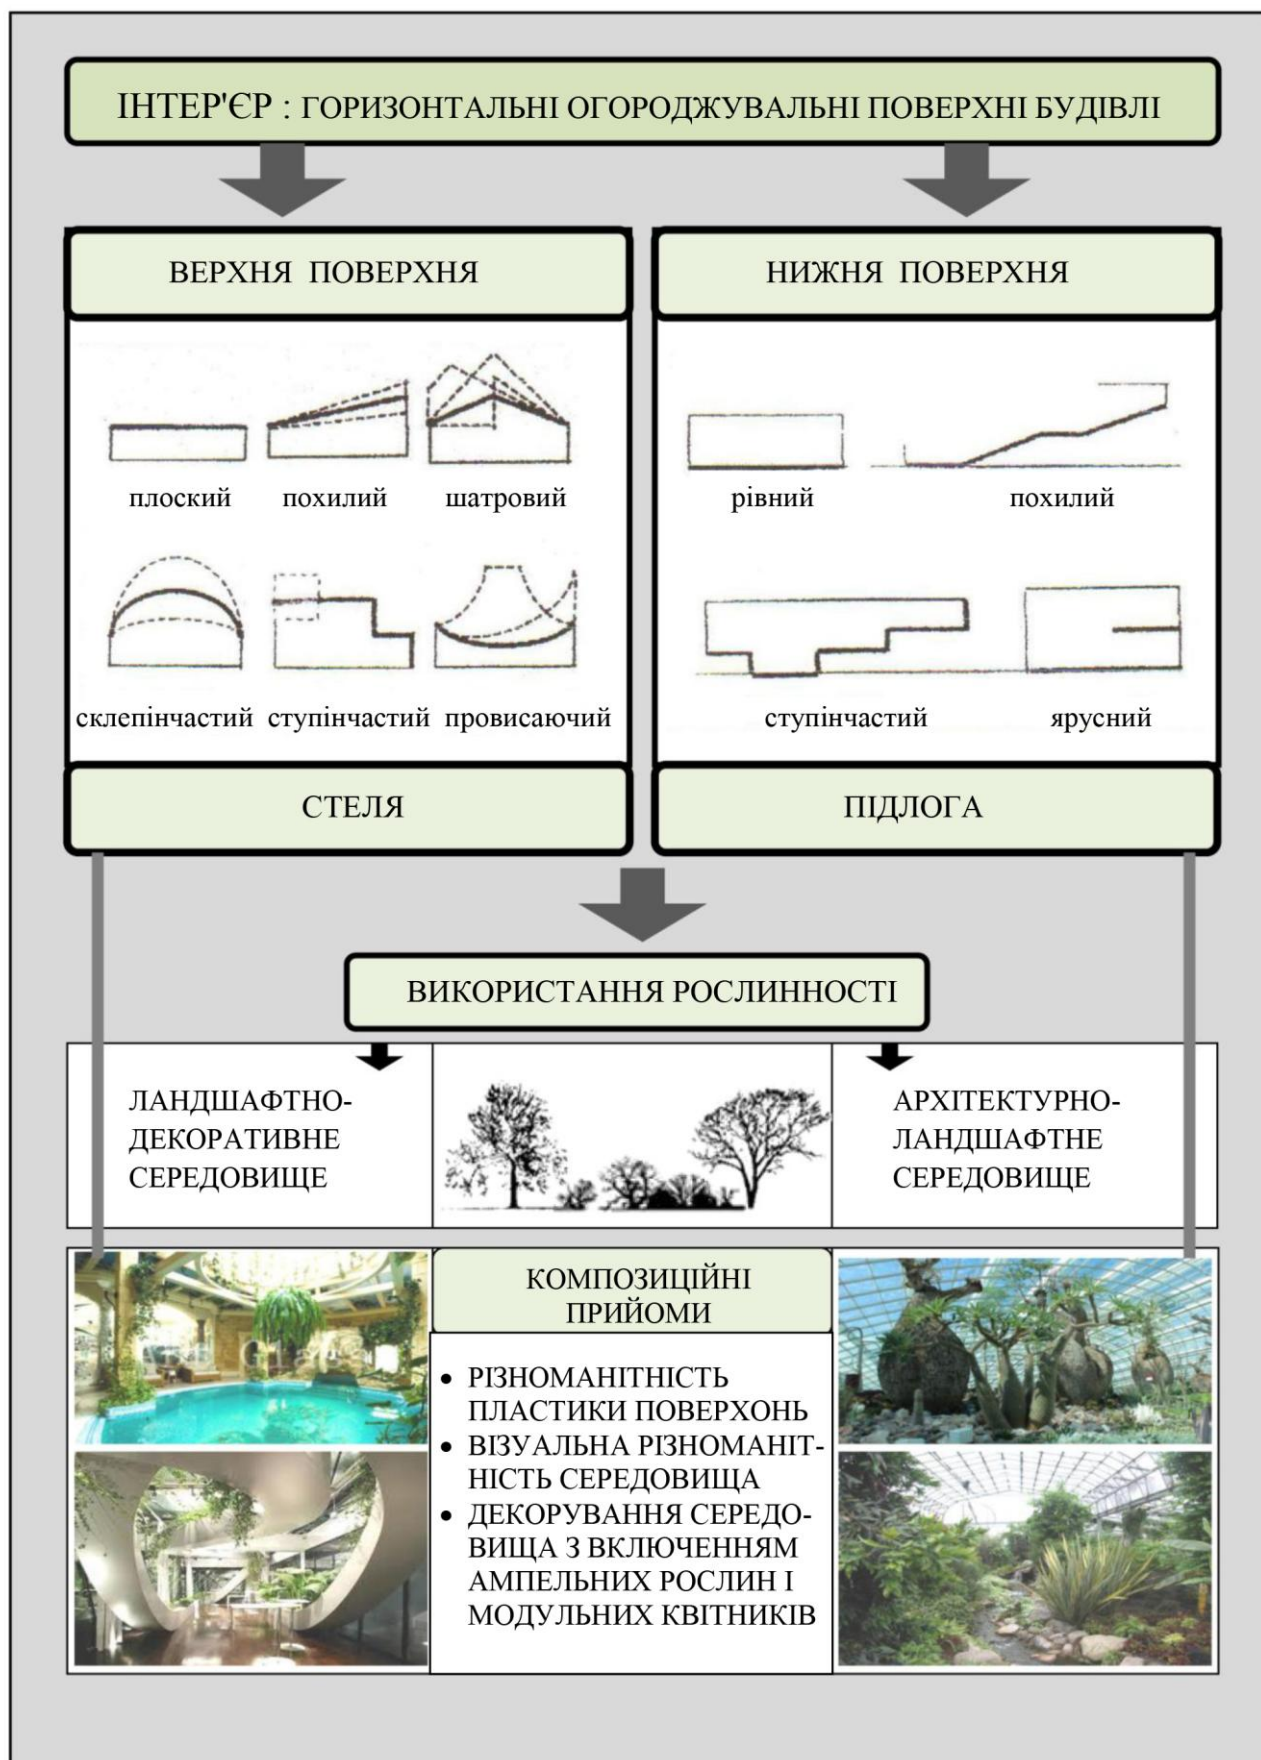 ІНТЕР'ЄР : ГОРИЗОНТАЛЬНІ ОГОРОДЖУВАЛЬНІ ПОВЕРХНІ БУДІВЛІ
ВЕРХНЯ ПОВЕРХНЯ
плоский похилий шатровий
склепінчастий ступінчастий провисаючий
СТЕЛЯ
НИЖНЯ ПОВЕРХНЯ
рівний похилий
ступінчастий ярусний
ПІДЛОГА
ВИКОРИСТАННЯ РОСЛИННОСТІ
ЛАНДШАФТНО-
ДЕКОРАТИВНЕ
СЕРЕДОВИЩЕ
АРХІТЕКТУРНО-
ЛАНДШАФТНЕ
СЕРЕДОВИЩЕ
КОМПОЗИЦІЙНІ
ПРИЙОМИ
• РІЗНОМАНІТНІСТЬ
ПЛАСТИКИ ПОВЕРХОНЬ
• ВІЗУАЛЬНА РІЗНОМАНІТ-
НІСТЬ СЕРЕДОВИЩА
• ДЕКОРУВАННЯ СЕРЕДО-
ВИЩА З ВКЛЮЧЕННЯМ
АМПЕЛЬНИХ РОСЛИН І
МОДУЛЬНИХ КВІТНИКІВ